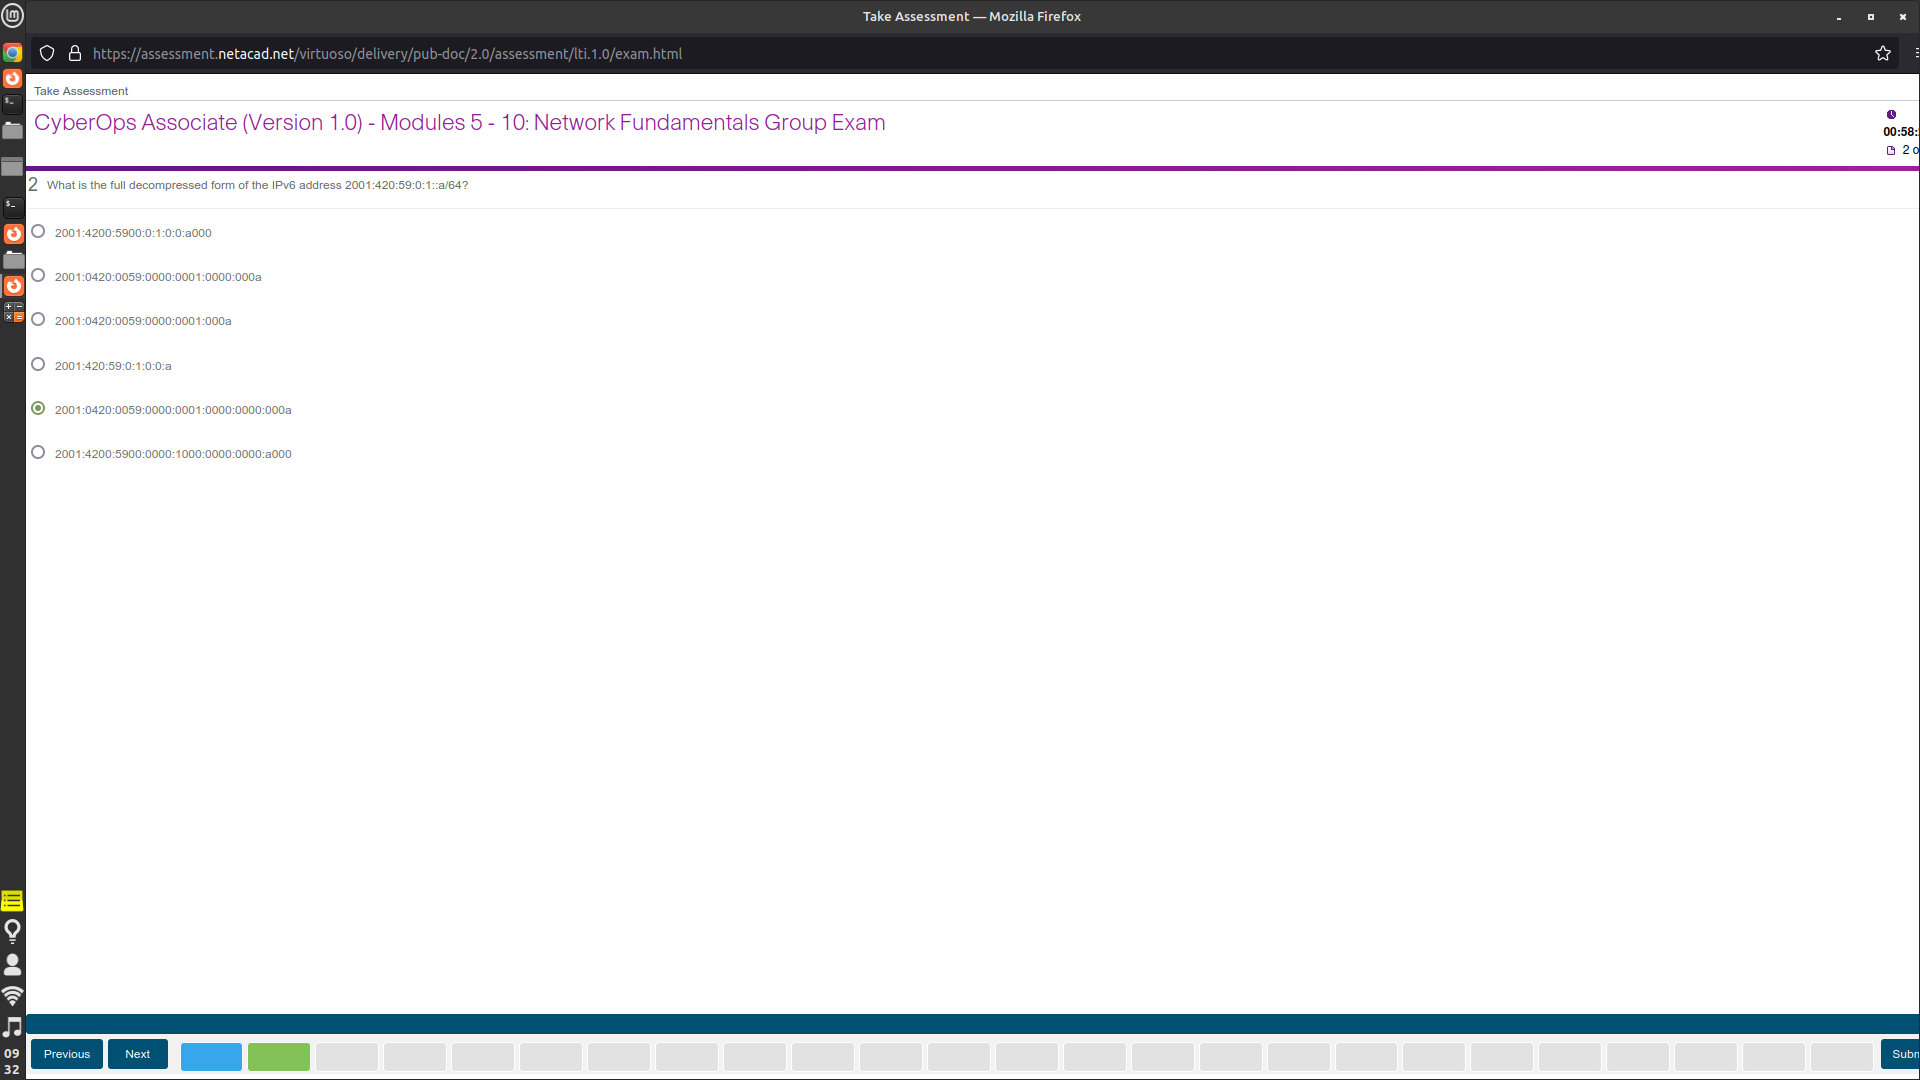 Take Assessment — Mozilla Firefox
https://assessment.netacad.net/virtuoso/delivery/pub-doc/2.0/assessment/lti.1.0/exam.html
Take Assessment
CyberOps Associate (Version 1.0) - Modules 5 - 10: Network Fundamentals Group Exam
00:58:
2 o
2 What is the full decompressed form of the IPv6 address 2001:420:59:0:1::a/64?
2001:4200:5900:0:1:0:0:a000
2001:0420:0059:0000:0001:0000:000a
2001:0420:0059:0000:0001:000a
2001:420:59:0:1:0:0:a
2001:0420:0059:0000:0001:0000:0000:000a
2001:4200:5900:0000:1000:0000:0000:a000
Previous Next Subm
09
32